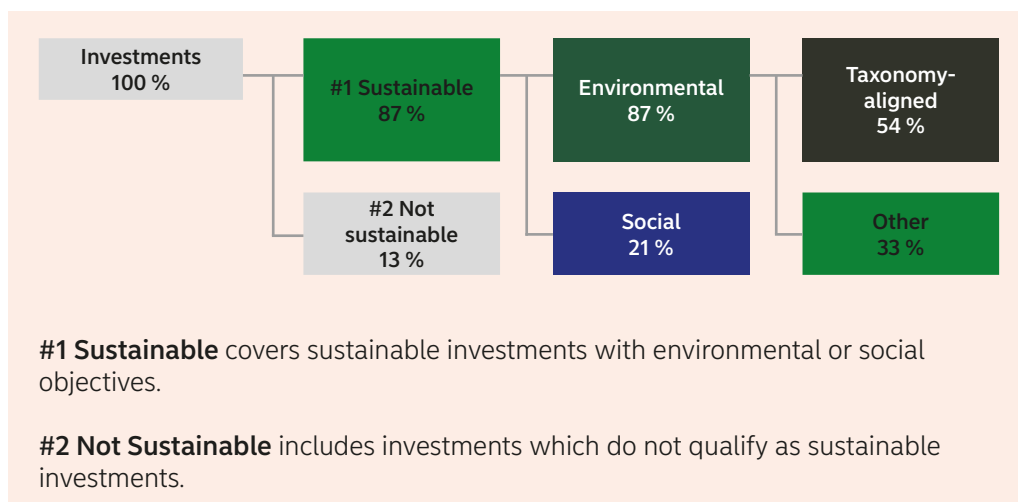 Investments
100 %
#1 Sustainable
87 %
Environmental
87 %
Taxonomy-
aligned
54 %
#2 Not
sustainable
13 %
Social
21 %
Other
33 %
#1 Sustainable covers sustainable investments with environmental or social
objectives.
#2 Not Sustainable includes investments which do not qualify as sustainable
investments.